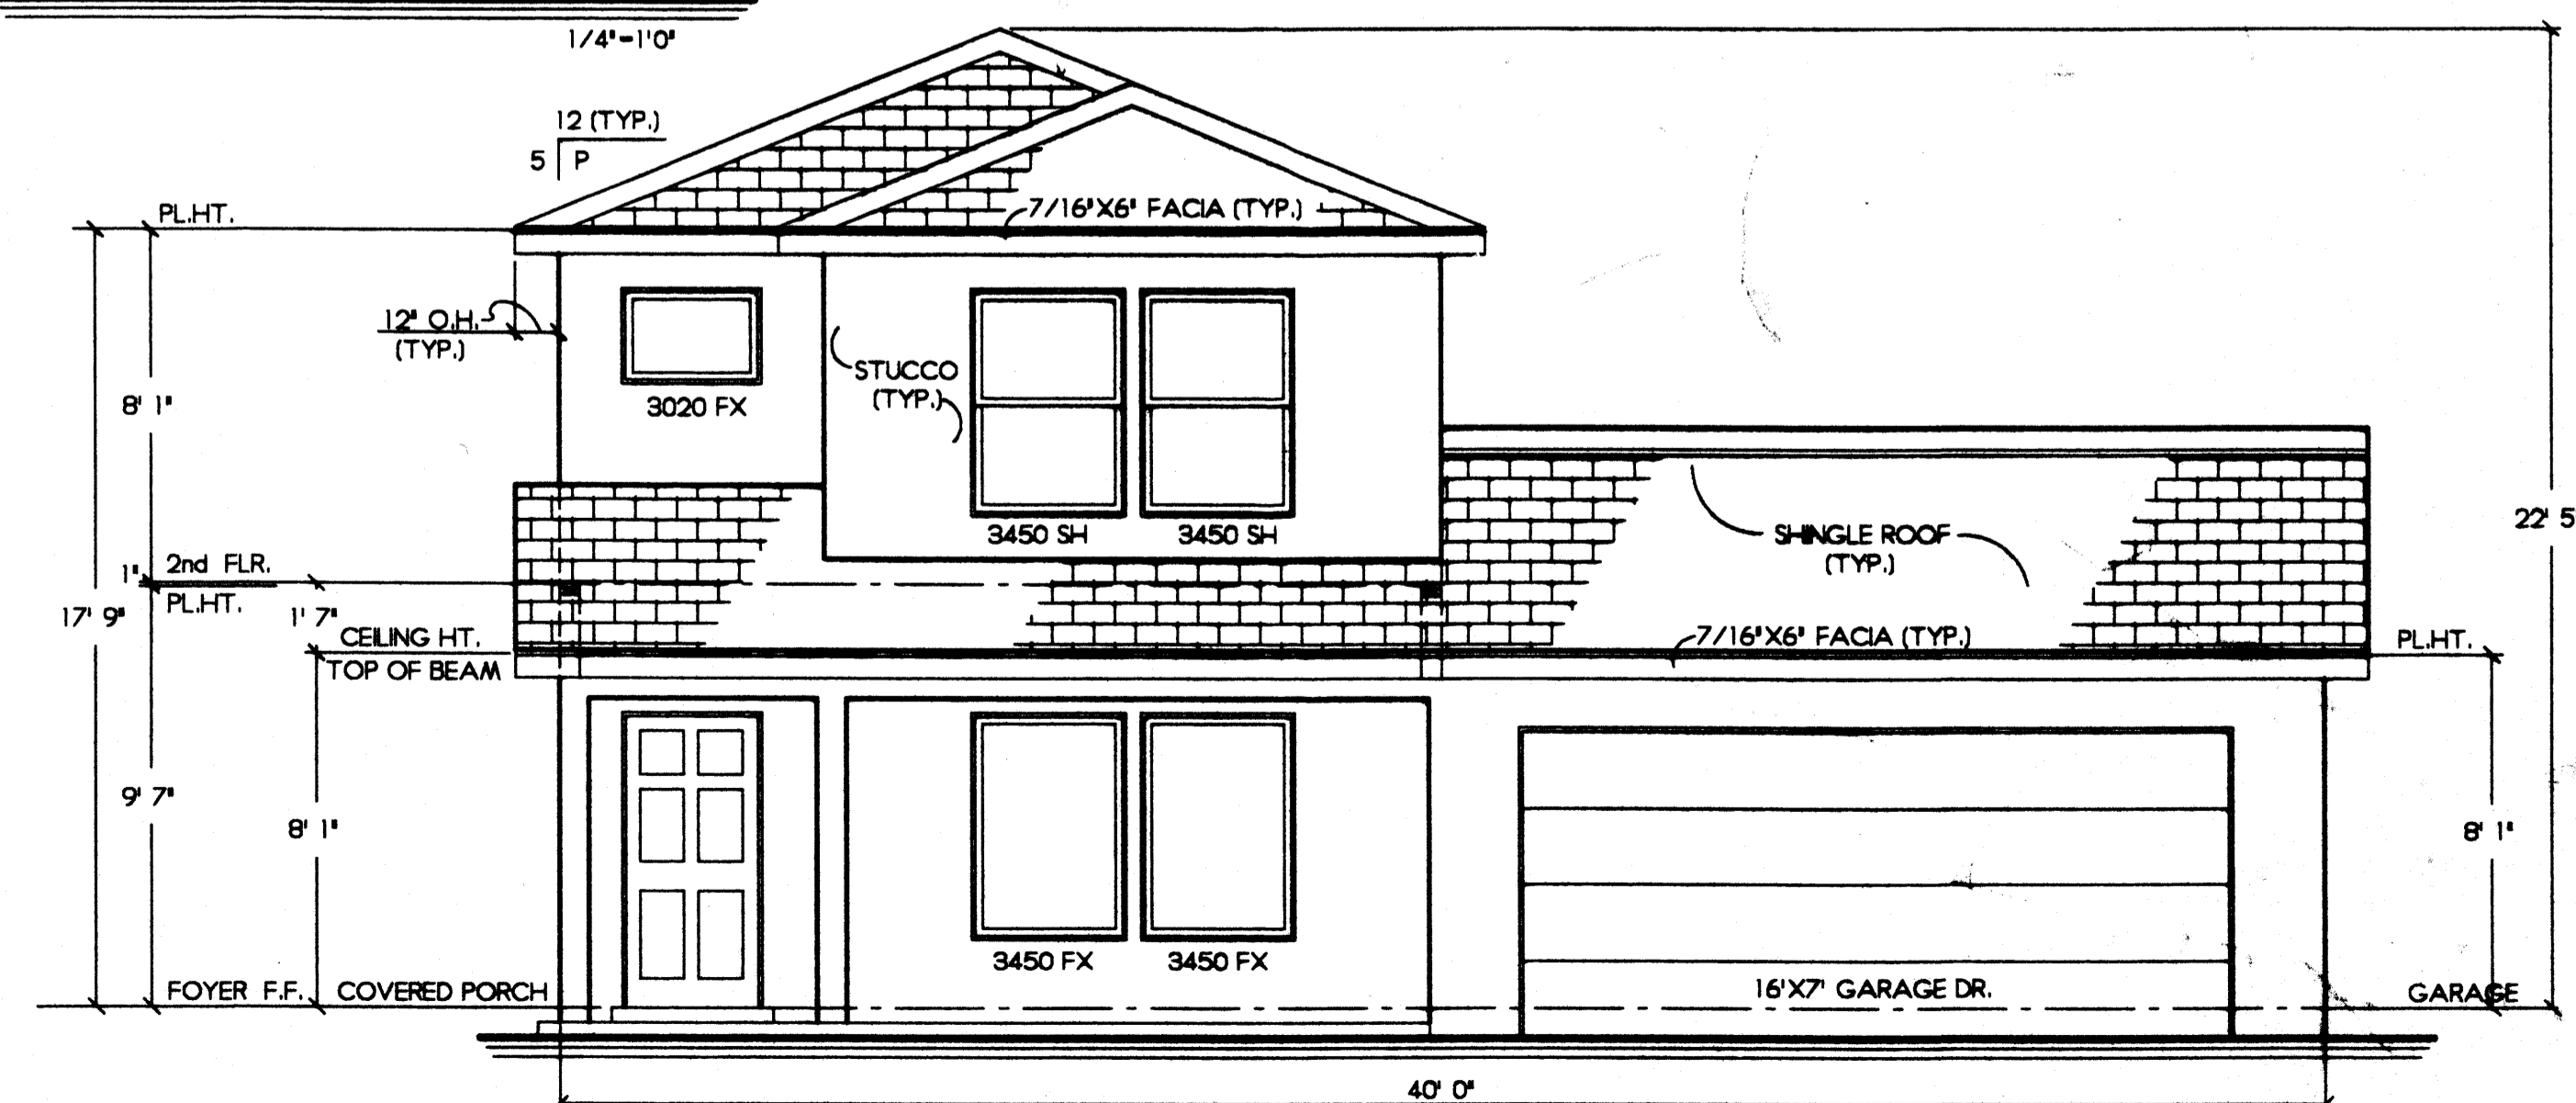 1/4"-1'0"
12 (TYP.)
5 P
PL.HT.
7/16"X6" FACIA (TYP.)
12" O.H.
(TYP.)
STUCCO
(TYP.)
8' 1"
3020 FX
3450 SH 3450 SH
SHINGLE ROOF
(TYP.)
22' 5
1"
2nd FLR.
PL.HT.
17' 9"
1' 7"
CEILING HT.
TOP OF BEAM
7/16"X6" FACIA (TYP.)
PL.HT.
9' 7"
8' 1"
8' 1"
3450 FX 3450 FX
FOYER F.F. COVERED PORCH
16'X7' GARAGE DR.
GARAGE
40' 0"